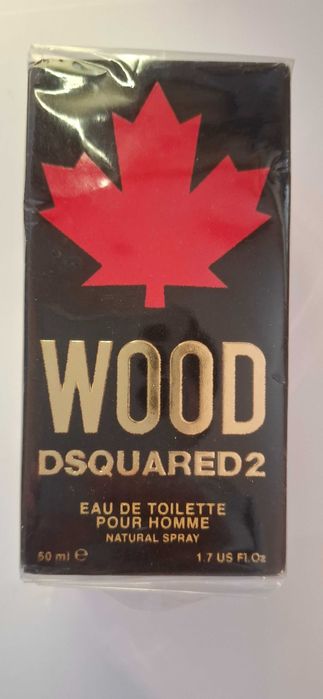 WOOD
DSQUARED2
EAU DE TOILETTE
POUR HOMME
NATURAL SPRAY
50 ml ℮ 1.7 US Fl.Oz